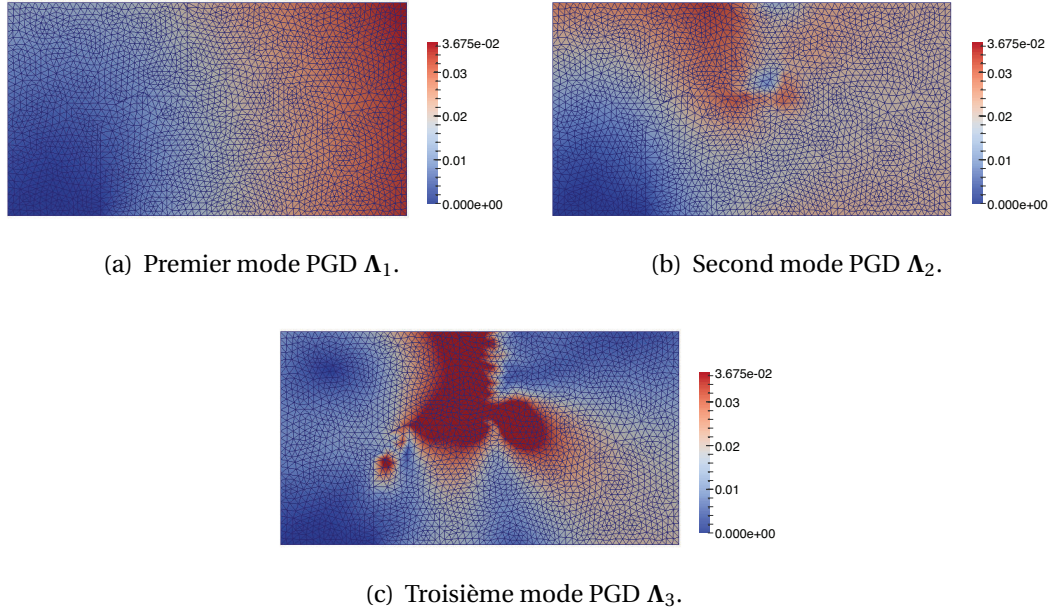 3.675e-02
0.03
0.02
0.01
0.000e+00
(a) Premier mode PGD Λ1.
3.675e-02
0.03
0.02
0.01
0.000e+00
(b) Second mode PGD Λ2.
3.675e-02
0.03
0.02
0.01
0.000e+00
(c) Troisième mode PGD Λ3.